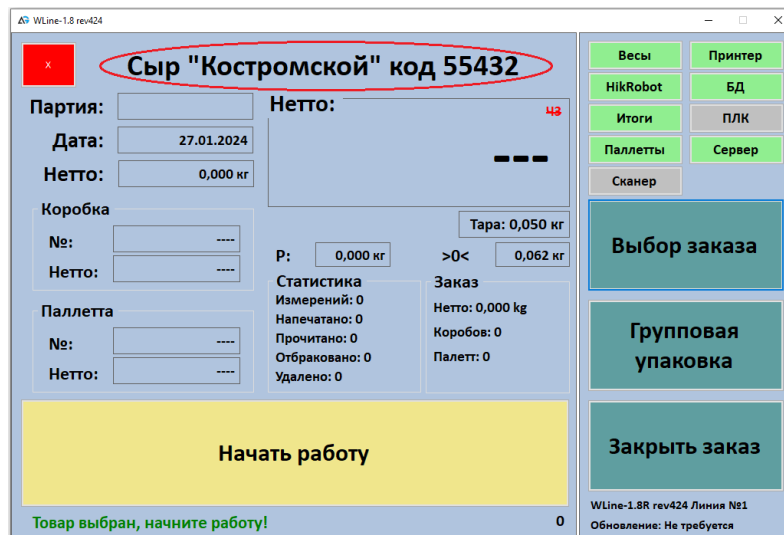 WLine-1.8 rev424
X
Сыр "Костромской" код 55432
Партия:
Дата: 27.01.2024
Нетто: 0,000 кг
Нетто:
ЧЗ
---
Тара: 0,050 кг
P: 0,000 кг >0< 0,062 кг
Коробка
№: ----
Нетто: ----
Паллетта
№: ----
Нетто: ----
Статистика
Измерений: 0
Напечатано: 0
Прочитано: 0
Отбраковано: 0
Удалено: 0
Заказ
Нетто: 0,000 kg
Коробов: 0
Палетт: 0
Начать работу
Товар выбран, начните работу! 0
Весы Принтер
HikRobot БД
Итоги ПЛК
Паллетты Сервер
Сканер
Выбор заказа
Групповая
упаковка
Закрыть заказ
WLine-1.8R rev424 Линия №1
Обновление: Не требуется